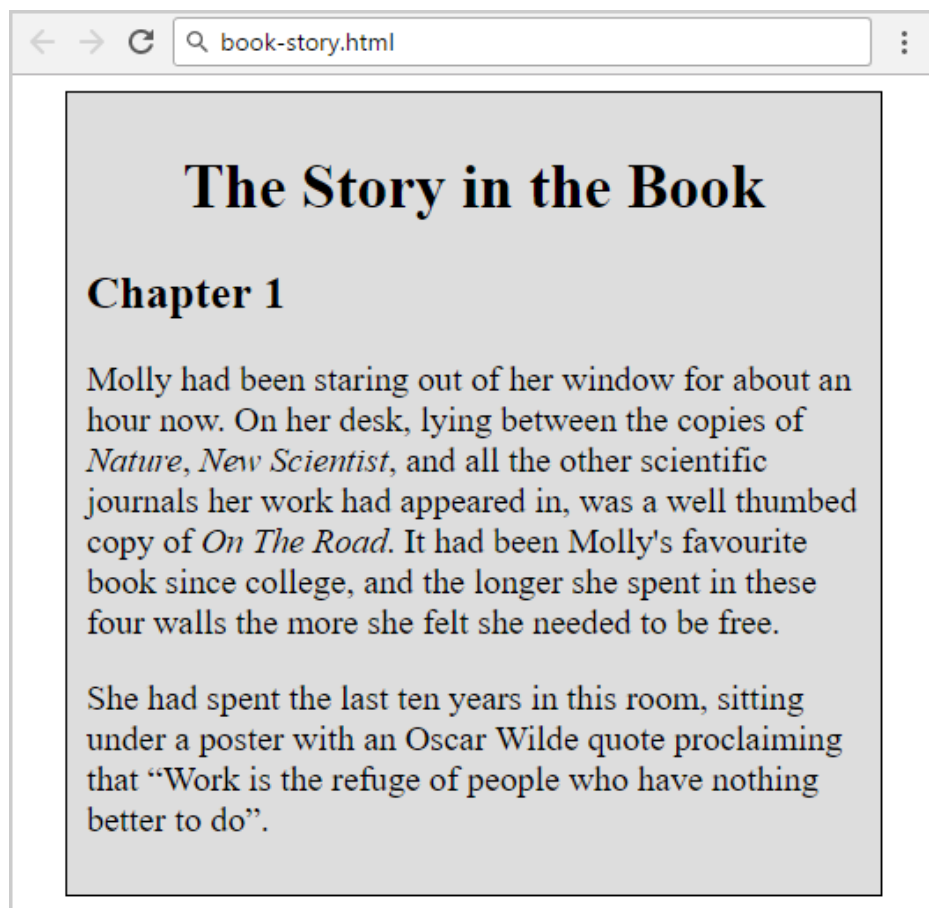 book-story.html
The Story in the Book
Chapter 1
Molly had been staring out of her window for about an
hour now. On her desk, lying between the copies of
Nature, New Scientist, and all the other scientific
journals her work had appeared in, was a well thumbed
copy of On The Road. It had been Molly's favourite
book since college, and the longer she spent in these
four walls the more she felt she needed to be free.
She had spent the last ten years in this room, sitting
under a poster with an Oscar Wilde quote proclaiming
that “Work is the refuge of people who have nothing
better to do”.